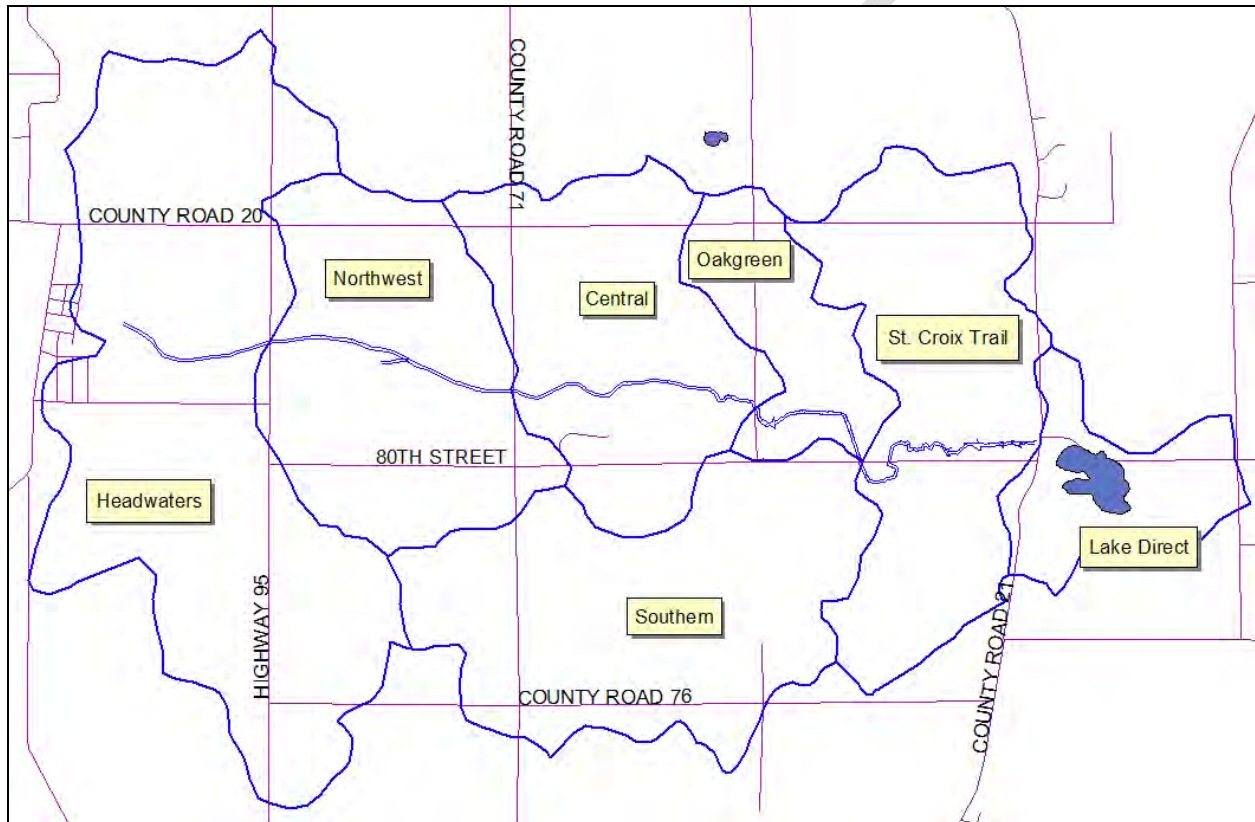 COUNTY ROAD 71
COUNTY ROAD 20
Northwest
Central
Oakgreen
St. Croix Trail
80TH STREET
Headwaters
Lake Direct
HIGHWAY 95
Southern
COUNTY ROAD 21
COUNTY ROAD 76